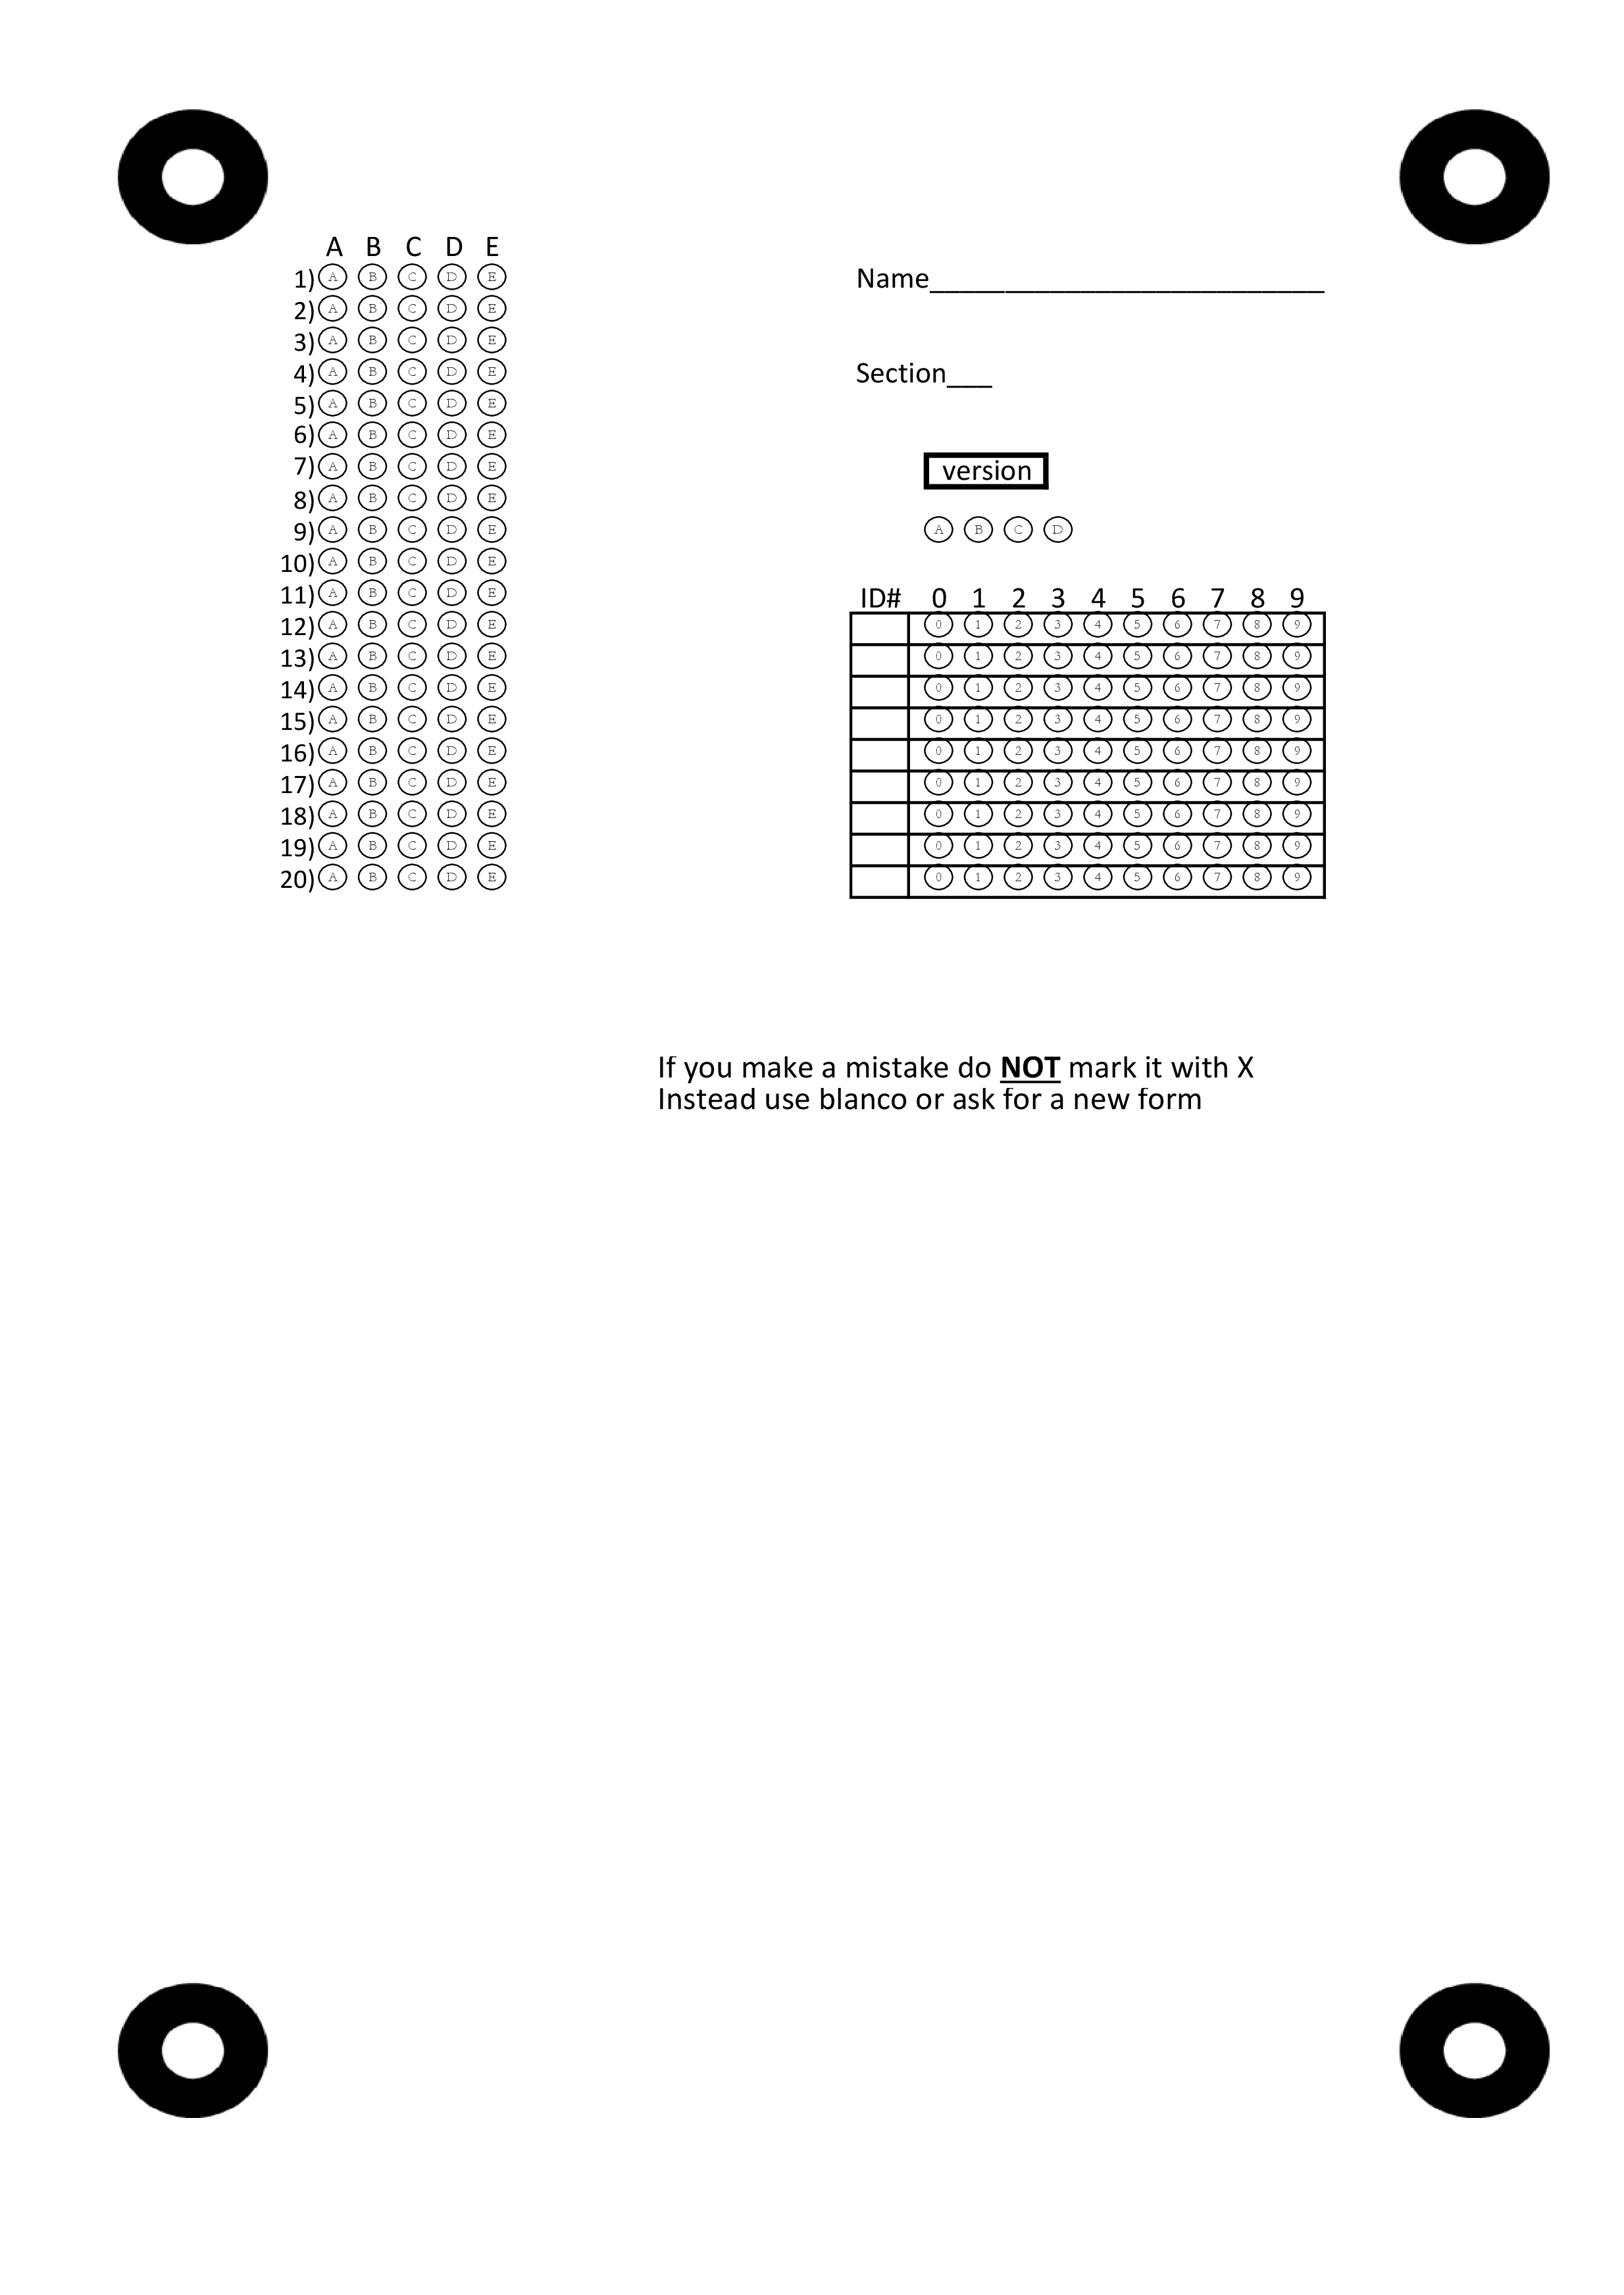 A B C D E
1) A B C D E
2) A B C D E
3) A B C D E
4) A B C D E
5) A B C D E
6) A B C D E
7) A B C D E
8) A B C D E
9) A B C D E
10) A B C D E
11) A B C D E
12) A B C D E
13) A B C D E
14) A B C D E
15) A B C D E
16) A B C D E
17) A B C D E
18) A B C D E
19) A B C D E
20) A B C D E
Name__________________________
Section___
version
A B C D
ID# 0 1 2 3 4 5 6 7 8 9
0 1 2 3 4 5 6 7 8 9
0 1 2 3 4 5 6 7 8 9
0 1 2 3 4 5 6 7 8 9
0 1 2 3 4 5 6 7 8 9
0 1 2 3 4 5 6 7 8 9
0 1 2 3 4 5 6 7 8 9
0 1 2 3 4 5 6 7 8 9
0 1 2 3 4 5 6 7 8 9
0 1 2 3 4 5 6 7 8 9
If you make a mistake do NOT mark it with X
Instead use blanco or ask for a new form